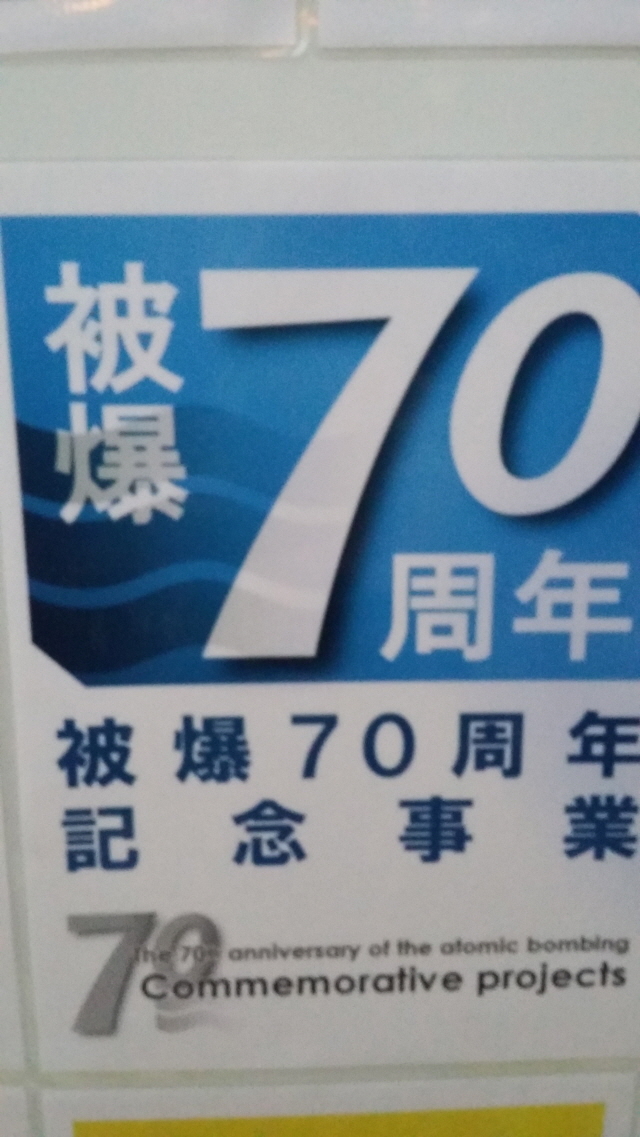 被爆
70
周年
被爆70周年
記念事業
70
The 70th anniversary of the atomic bombing
Commemorative projects